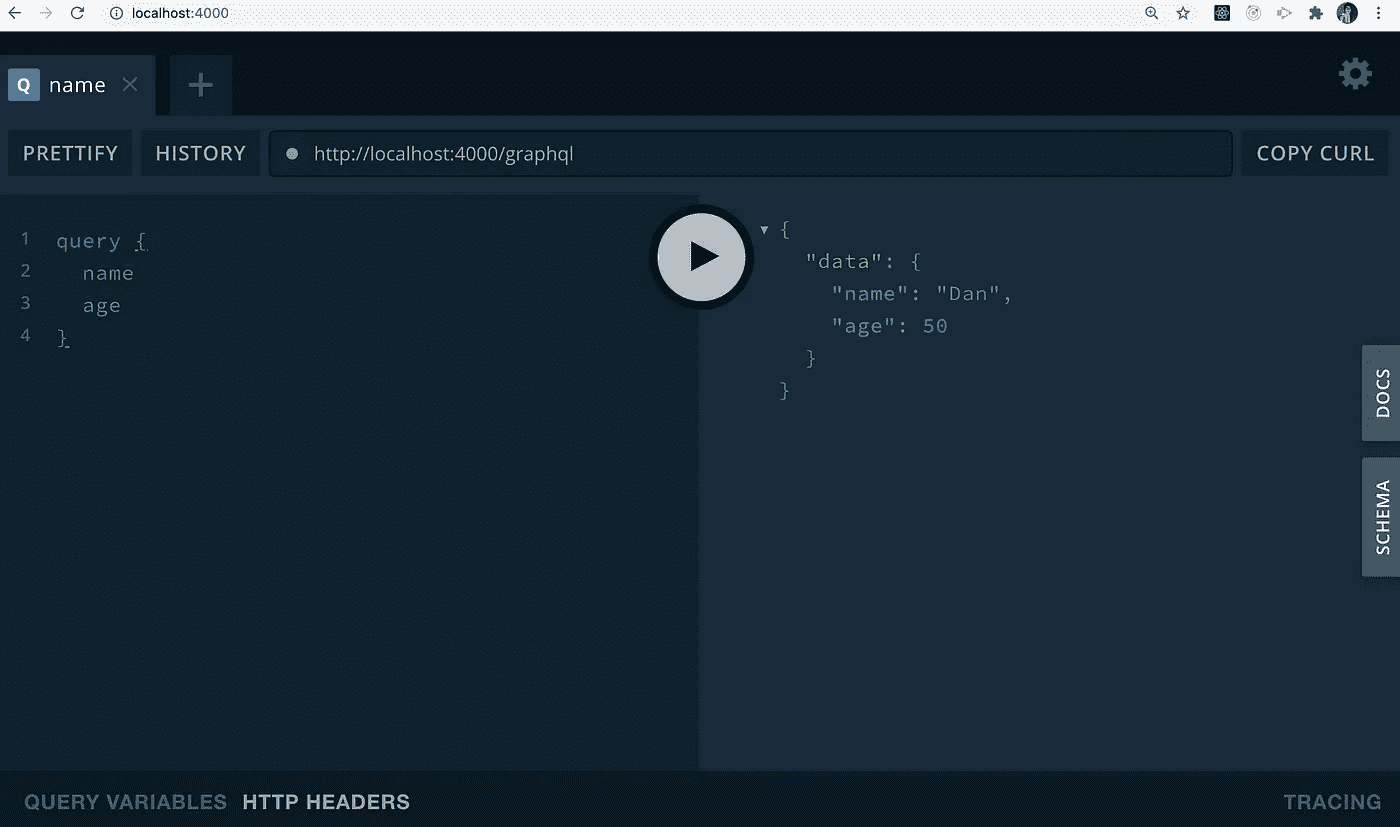 localhost:4000
Q name
PRETTIFY HISTORY http://localhost:4000/graphql COPY CURL
1 query {
2 name
3 age
4 }
{
"data": {
"name": "Dan",
"age": 50
}
}
DOCS
SCHEMA
QUERY VARIABLES HTTP HEADERS TRACING